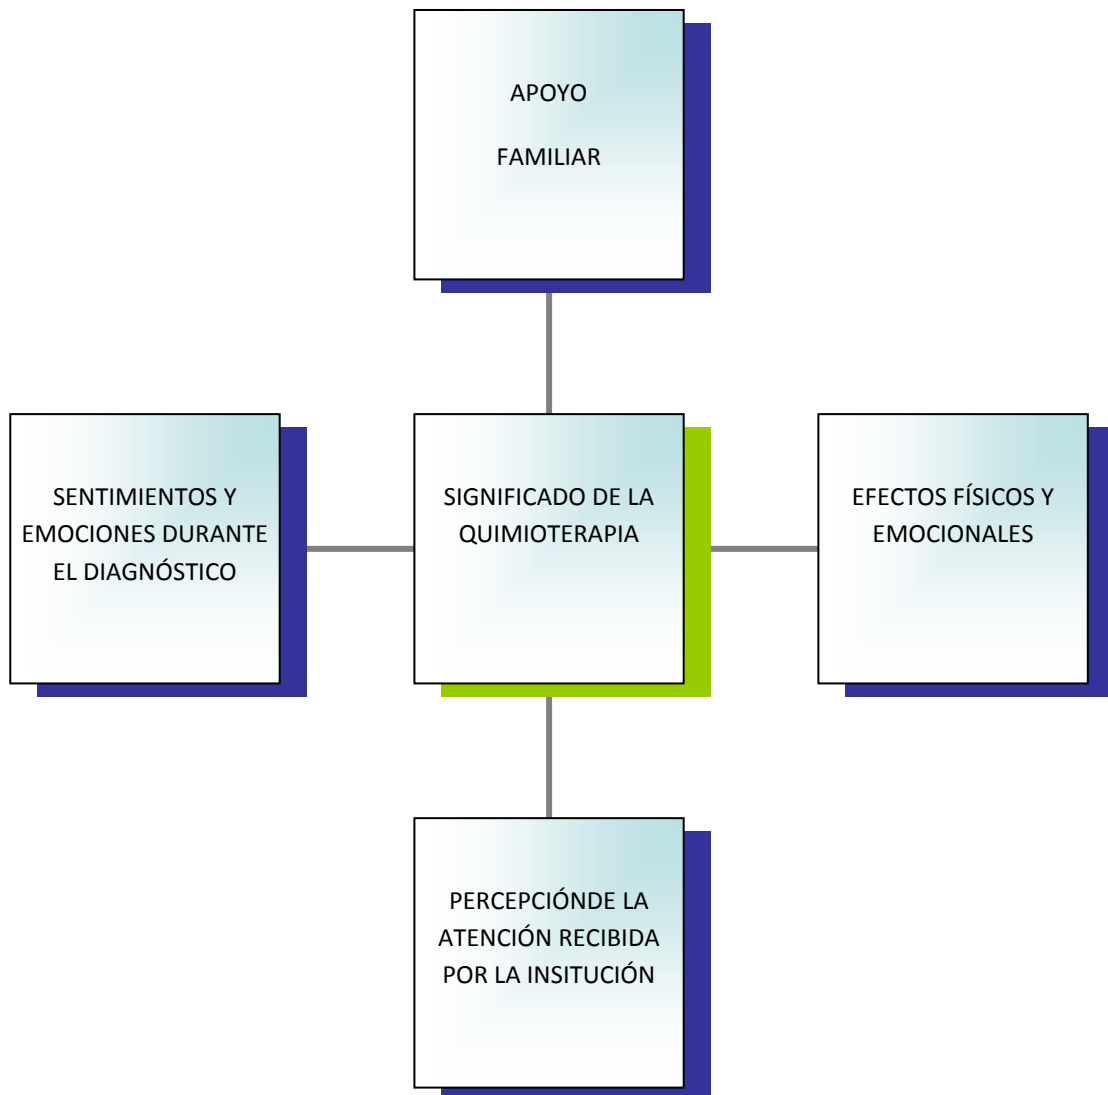 APOYO
FAMILIAR
SENTIMIENTOS Y
EMOCIONES DURANTE
EL DIAGNÓSTICO
SIGNIFICADO DE LA
QUIMIOTERAPIA
EFECTOS FÍSICOS Y
EMOCIONALES
PERCEPCIÓNDE LA
ATENCIÓN RECIBIDA
POR LA INSITUCIÓN